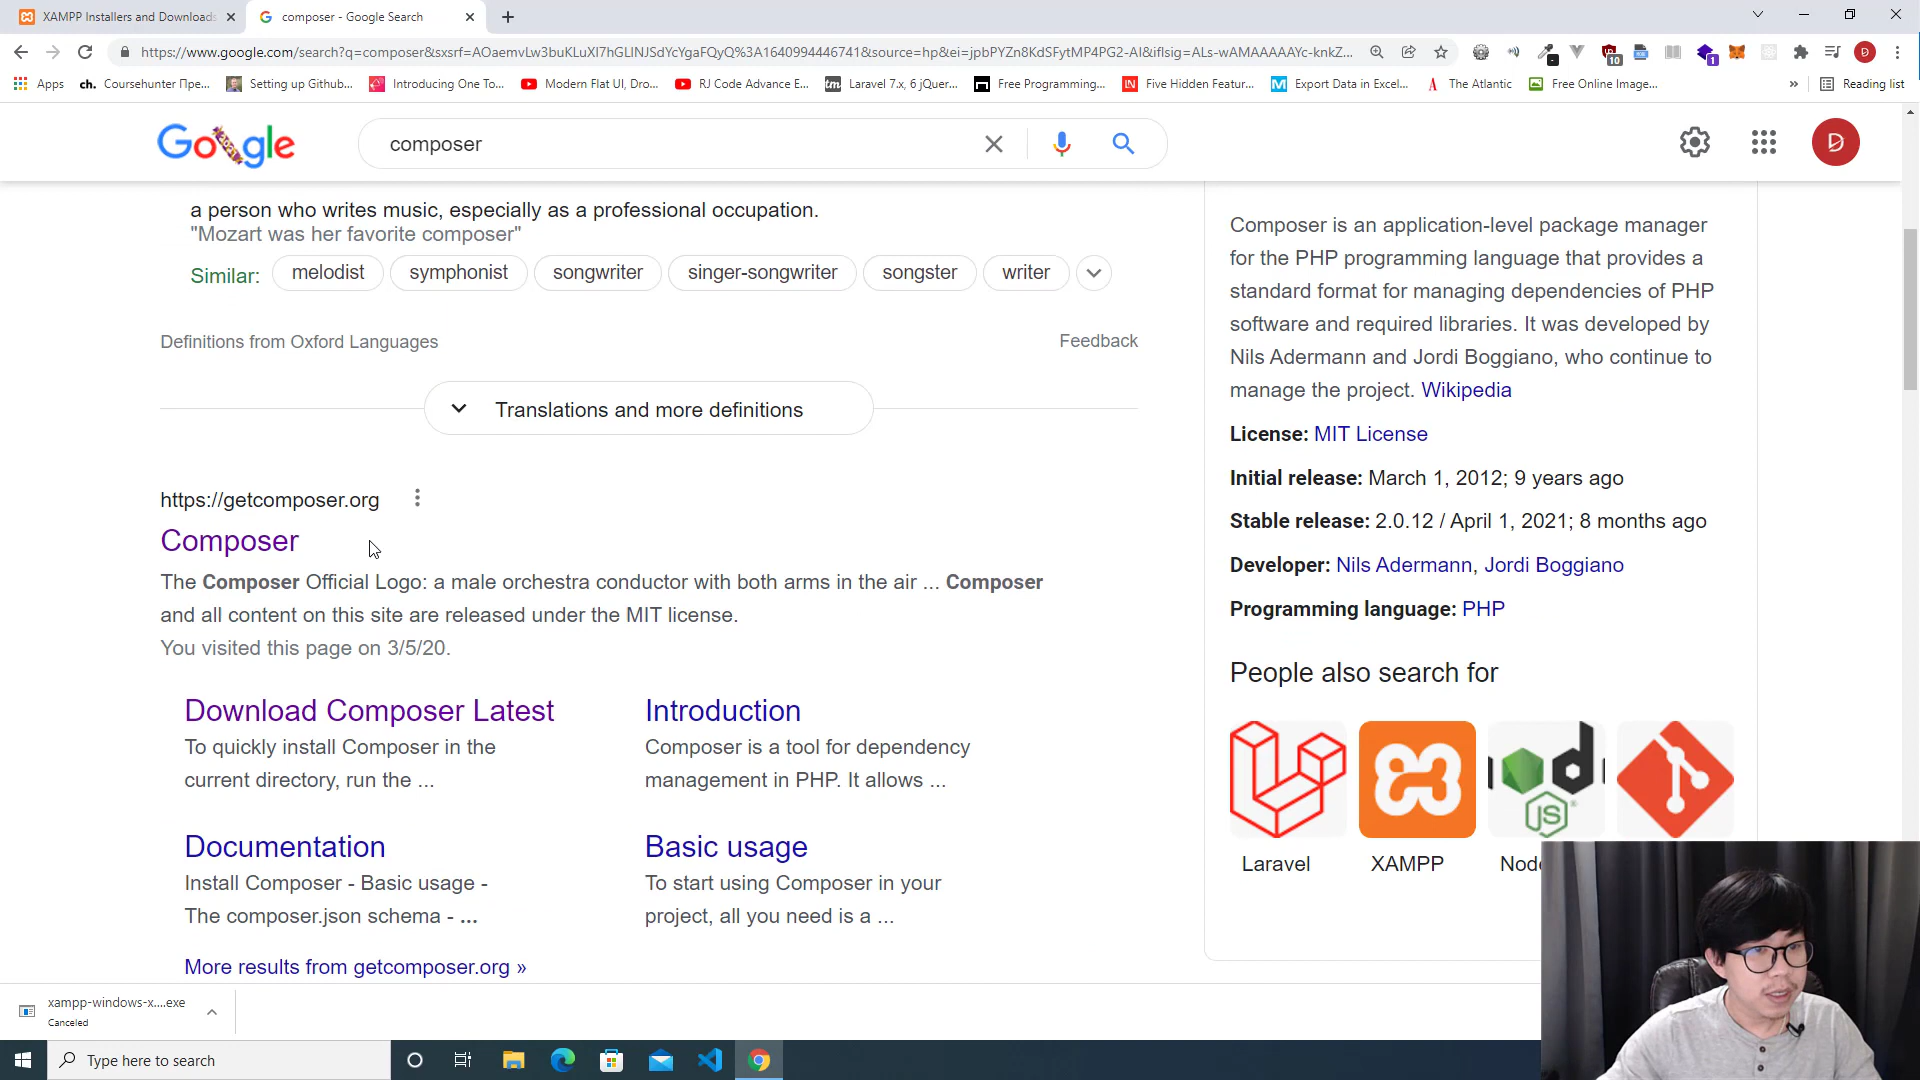 XAMPP Installers and Downloads
composer - Google Search
https://www.google.com/search?q=composer&sxsrf=AOaemvLw3buKLuXl7hGLlNJSdYcYgaFQyQ%3A1640994446741&source=hp&ei=jpbPYZn8KdSFytMP4PG2-AI&iflsig=ALs-wAMAAAAAYc-knkZ...
10
1
D
Apps
ch. Coursehunter Пре...
Setting up Github...
Introducing One To...
Modern Flat UI, Dro...
RJ Code Advance E...
tm Laravel 7.x, 6 jQuer...
Free Programming...
Five Hidden Featur...
M Export Data in Excel...
A The Atlantic
Free Online Image...
»
Reading list
Google
composer
D
a person who writes music, especially as a professional occupation.
"Mozart was her favorite composer"
Similar: melodist symphonist songwriter singer-songwriter songster writer
Definitions from Oxford Languages
Feedback
Translations and more definitions
https://getcomposer.org
Composer
The Composer Official Logo: a male orchestra conductor with both arms in the air ... Composer
and all content on this site are released under the MIT license.
You visited this page on 3/5/20.
Download Composer Latest
To quickly install Composer in the
current directory, run the ...
Introduction
Composer is a tool for dependency
management in PHP. It allows ...
Documentation
Install Composer - Basic usage -
The composer.json schema - ...
Basic usage
To start using Composer in your
project, all you need is a ...
More results from getcomposer.org »
Composer is an application-level package manager
for the PHP programming language that provides a
standard format for managing dependencies of PHP
software and required libraries. It was developed by
Nils Adermann and Jordi Boggiano, who continue to
manage the project. Wikipedia
License: MIT License
Initial release: March 1, 2012; 9 years ago
Stable release: 2.0.12 / April 1, 2021; 8 months ago
Developer: Nils Adermann, Jordi Boggiano
Programming language: PHP
People also search for
JS
Laravel
XAMPP
xampp-windows-x....exe
Canceled
Type here to search